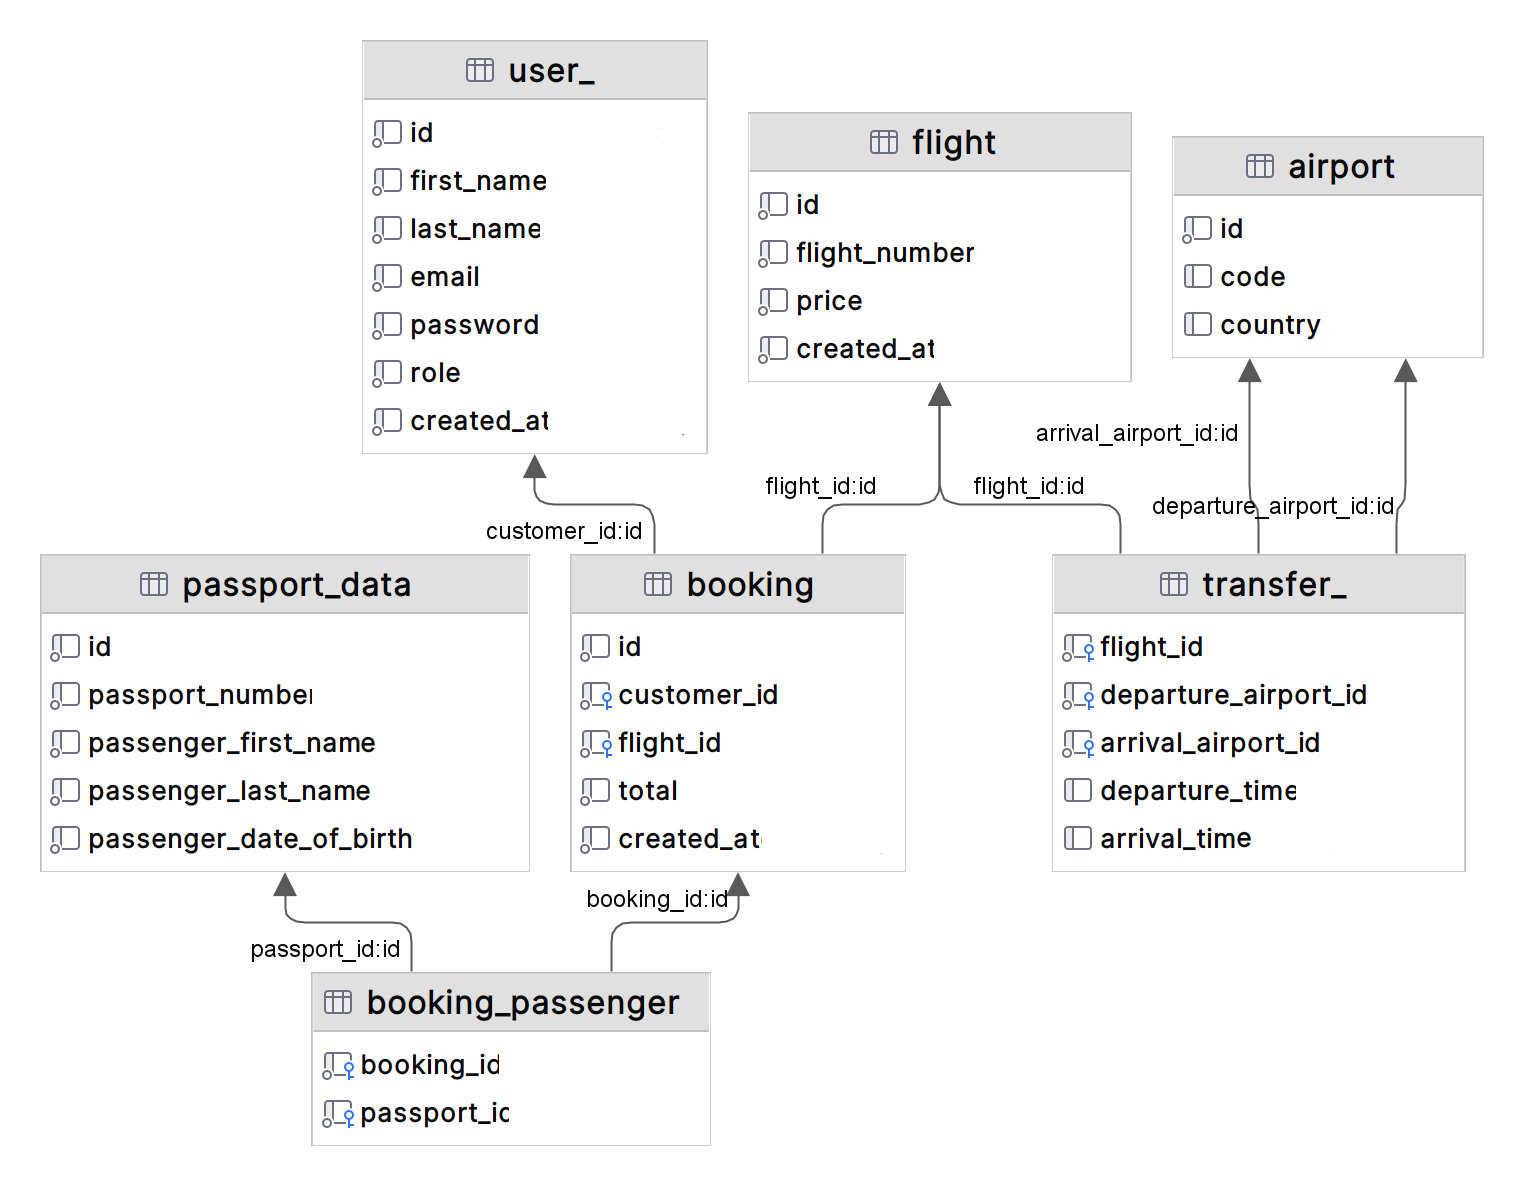 user_
id
first_name
last_name
email
password
role
created_at
flight
id
flight_number
price
created_at
airport
id
code
country
arrival_airport_id:id
departure_airport_id:id
flight_id:id
flight_id:id
customer_id:id
passport_data
id
passport_number
passenger_first_name
passenger_last_name
passenger_date_of_birth
booking
id
customer_id
flight_id
total
created_at
transfer_
flight_id
departure_airport_id
arrival_airport_id
departure_time
arrival_time
booking_id:id
passport_id:id
booking_passenger
booking_id
passport_id